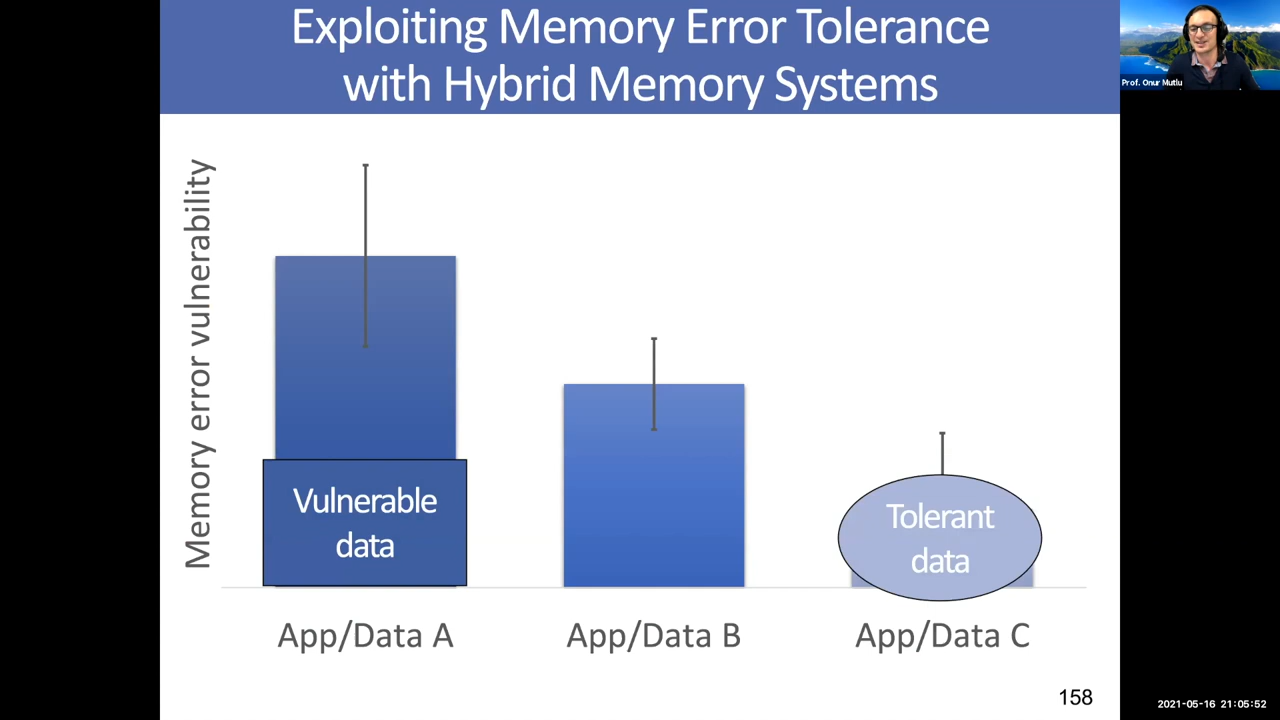 Exploiting Memory Error Tolerance
with Hybrid Memory Systems
Prof. Onur Mutlu
Memory error vulnerability
Vulnerable
data
Tolerant
data
App/Data A
App/Data B
App/Data C
158
2021-05-16 21:05:52